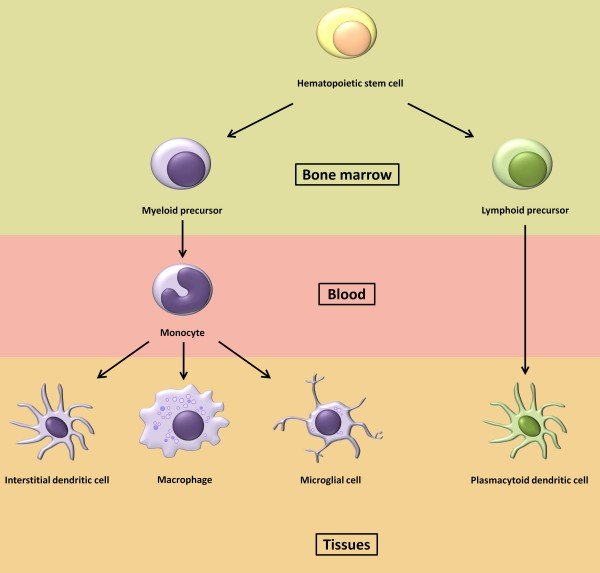 Hematopoietic stem cell
Bone marrow
Myeloid precursor
Lymphoid precursor
Blood
Monocyte
Interstitial dendritic cell
Macrophage
Microglial cell
Plasmacytoid dendritic cell
Tissues